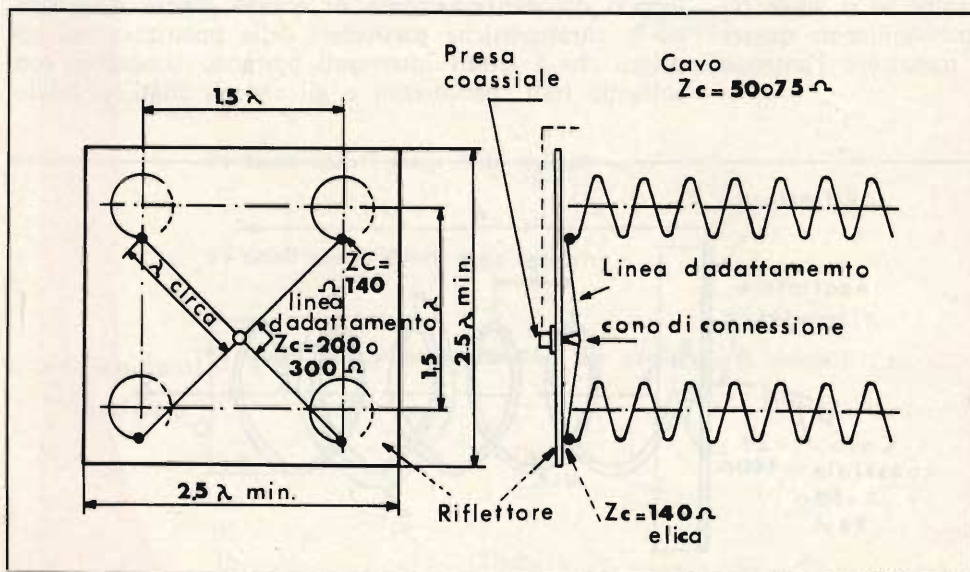 Presa
coassiale
Cavo
Zc = 50o75 Ω
1.5 λ
λ circa
ZC =
Ω 140
linea
dadattamento
Zc=200 o
300 Ω
1,5 λ
2.5 λ min.
2,5 λ min.
Linea dadattamemto
cono di connessione
Riflettore
Zc=140Ω
elica